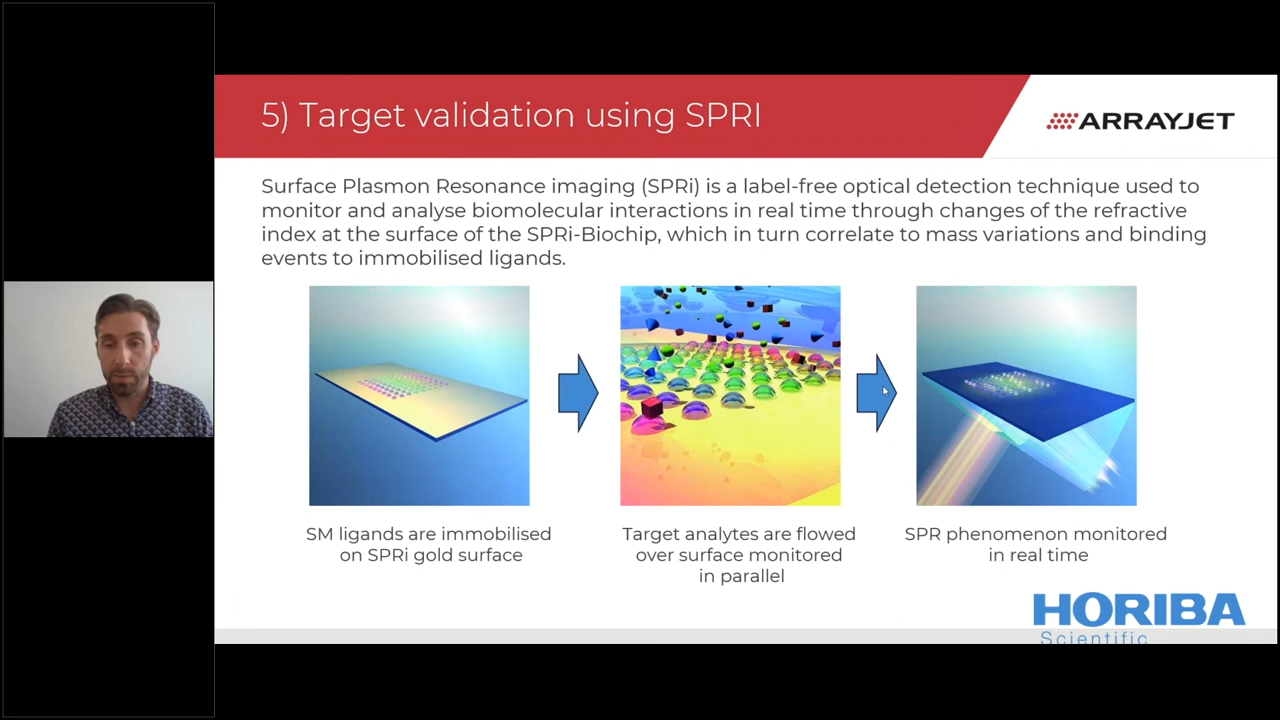 5) Target validation using SPRI
ARRAYJET
Surface Plasmon Resonance imaging (SPRi) is a label-free optical detection technique used to
monitor and analyse biomolecular interactions in real time through changes of the refractive
index at the surface of the SPRi-Biochip, which in turn correlate to mass variations and binding
events to immobilised ligands.
SM ligands are immobilised
on SPRi gold surface
Target analytes are flowed
over surface monitored
in parallel
SPR phenomenon monitored
in real time
HORIBA
Scientific